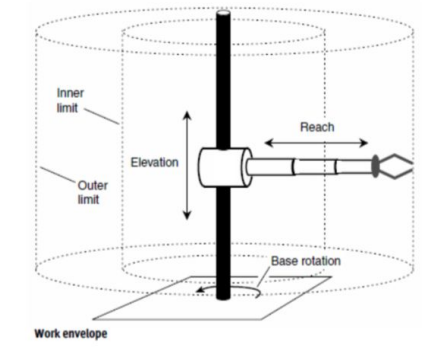 Inner
limit
Reach
Elevation
Outer
limit
Base rotation
Work envelope